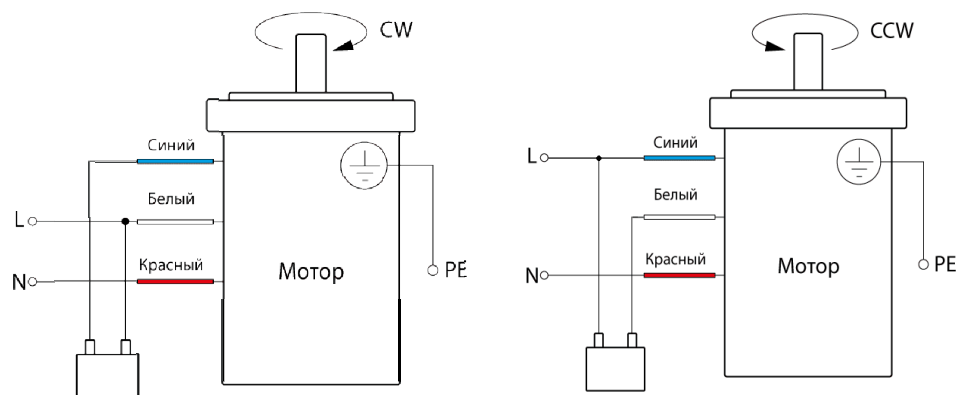 CW
Синий
Белый
L
Красный
N
Мотор
PE
CCW
Синий
L
Белый
Красный
N
Мотор
PE